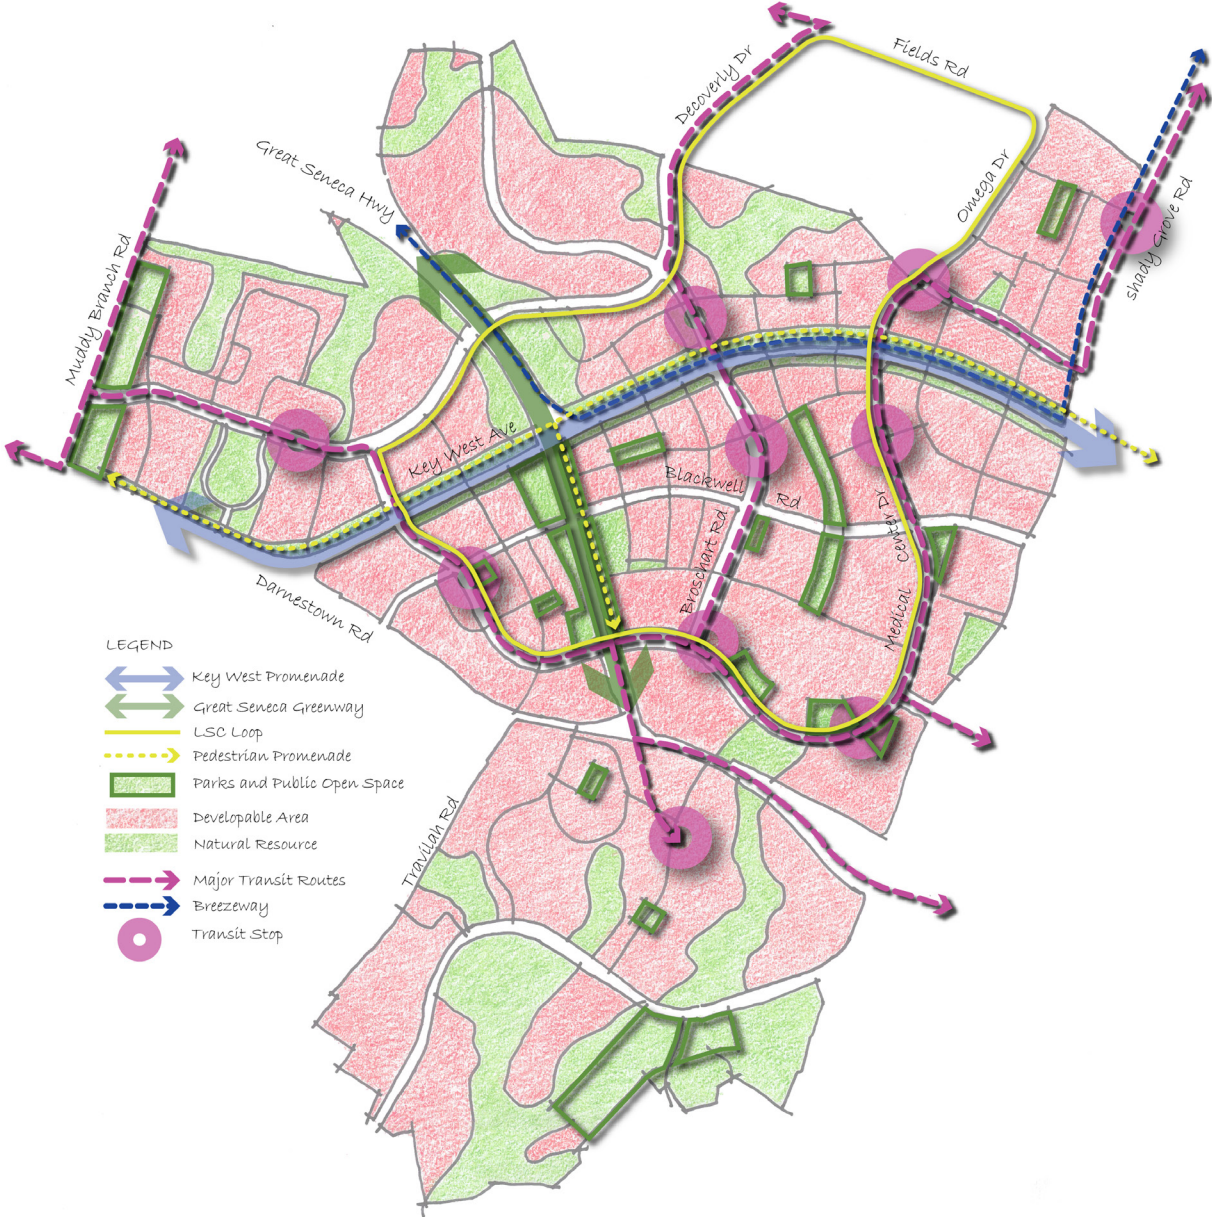 Fields Rd
Decoverly Dr
Great Seneca Hwy
Omega Dr
Shady Grove Rd
Muddy Branch Rd
Key West Ave
Blackwell Rd
Center Dr
Medical
Broschart Rd
Darnestown Rd
Travilah Rd
LEGEND
Key West Promenade
Great Seneca Greenway
LSC Loop
Pedestrian Promenade
Parks and Public Open Space
Developable Area
Natural Resource
Major Transit Routes
Breezeway
Transit Stop